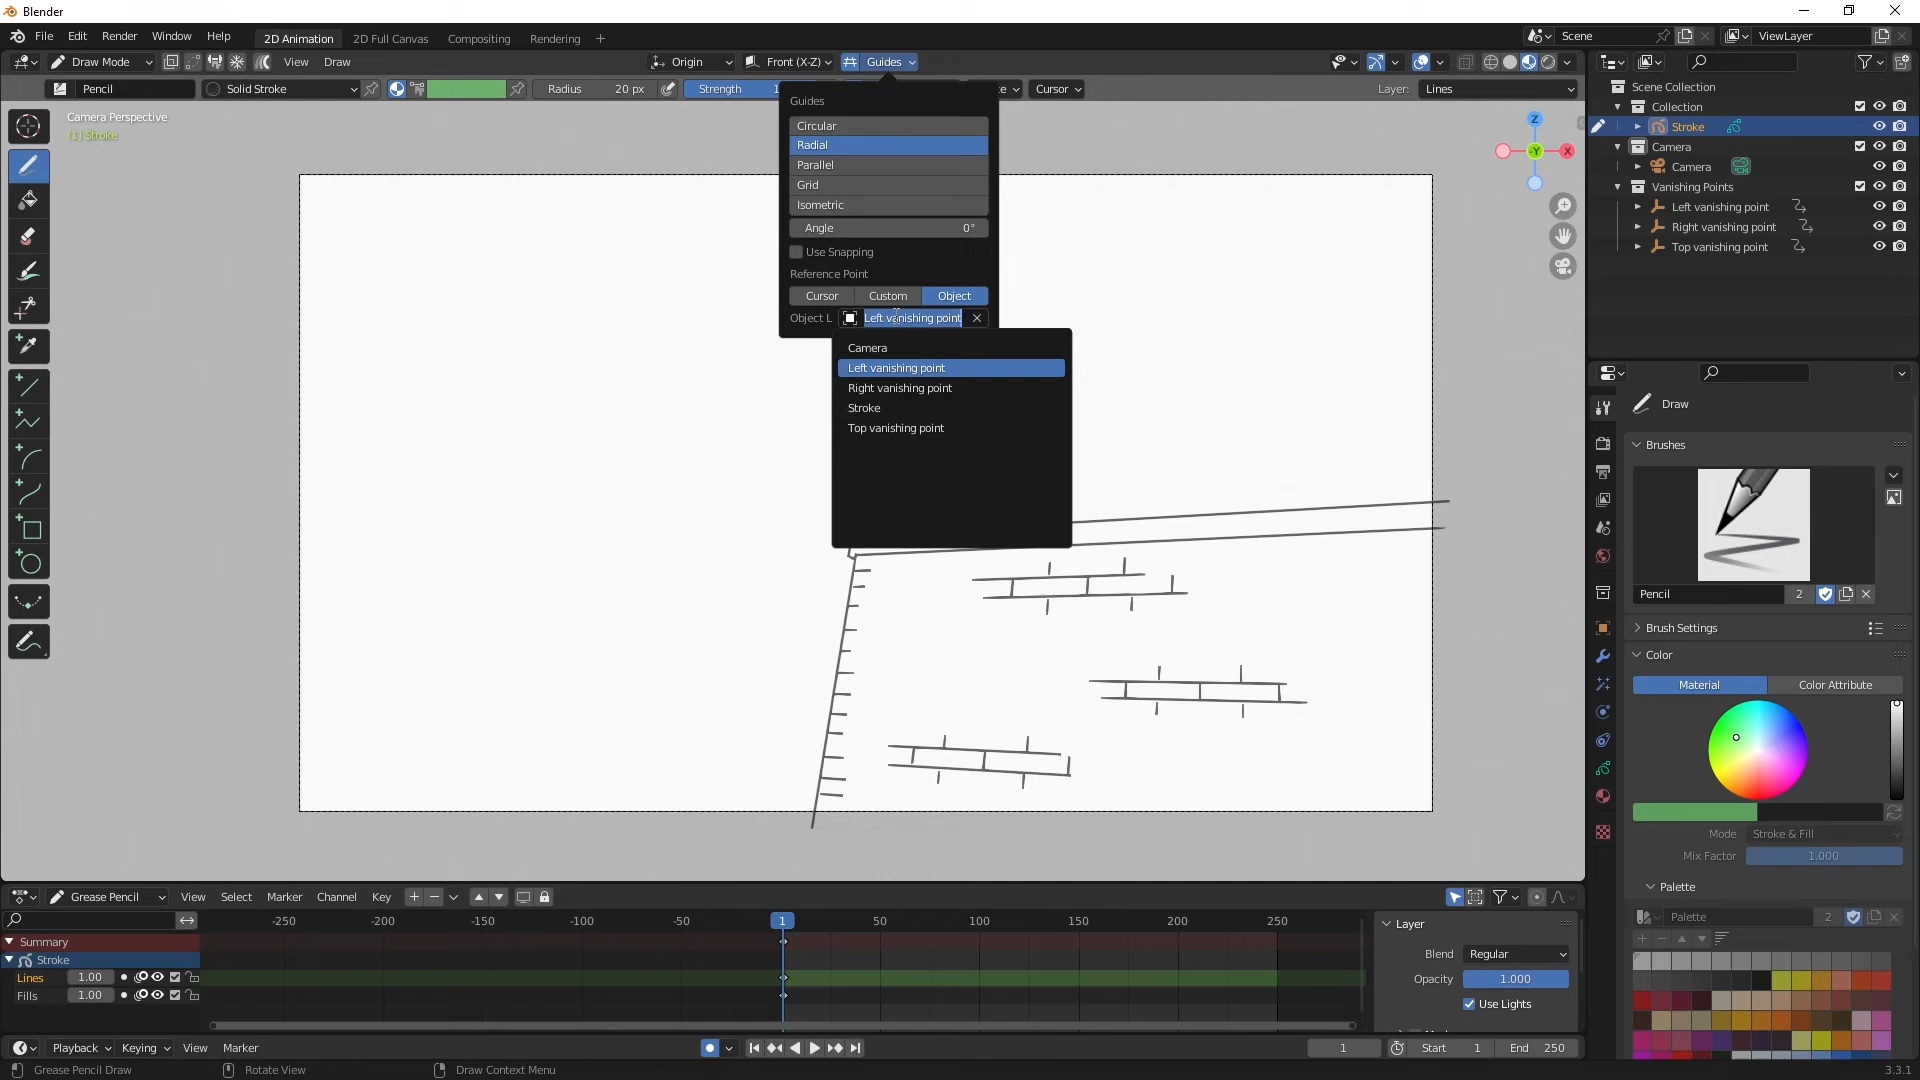 Blender
File Edit Render Window Help 2D Animation 2D Full Canvas Compositing Rendering + Scene ViewLayer
Draw Mode View Draw Origin Front (X-Z) Guides
Pencil Solid Stroke Radius 20 px Strength Cursor Layer: Lines
Camera Perspective
(1) Stroke
Guides
Circular
Radial
Parallel
Grid
Isometric
Angle 0°
Use Snapping
Reference Point
Cursor Custom Object
Object L Left vanishing point
Camera
Left vanishing point
Right vanishing point
Stroke
Top vanishing point
Z
-Y X
Scene Collection
Collection
Stroke
Camera
Camera
Vanishing Points
Left vanishing point
Right vanishing point
Top vanishing point
Draw
Brushes
Pencil 2
Brush Settings
Color
Material Color Attribute
Mode Stroke & Fill
Mix Factor 1.000
Palette
Palette 2
Grease Pencil View Select Marker Channel Key
-250 -200 -150 -100 -50 1 50 100 150 200 250
Summary
Stroke
Lines 1.00
Fills 1.00
Layer
Blend Regular
Opacity 1.000
Use Lights
Playback Keying View Marker 1 Start 1 End 250
Grease Pencil Draw Rotate View Draw Context Menu 3.3.1